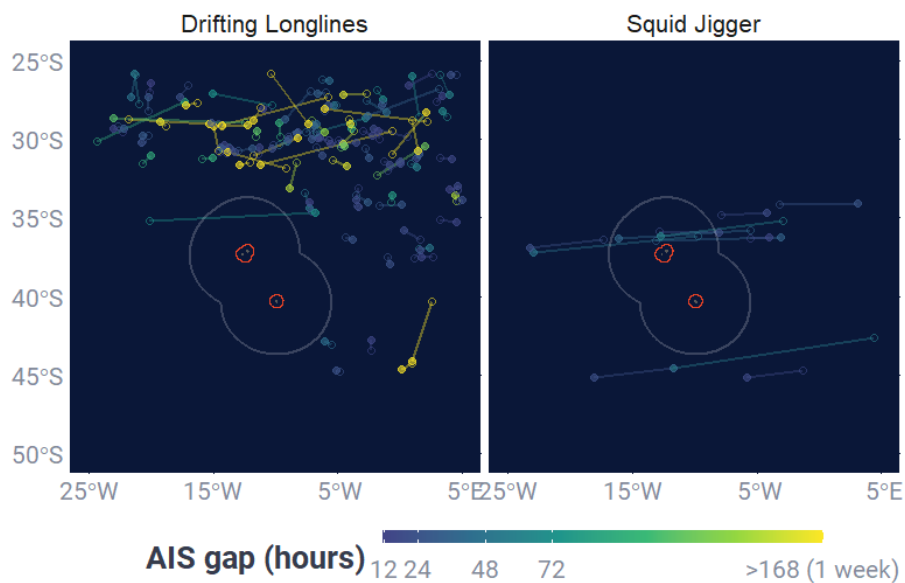 Drifting Longlines
Squid Jigger
25°S
30°S
35°S
40°S
45°S
50°S
25°W 15°W 5°W 5°E 25°W 15°W 5°W 5°E
AIS gap (hours)
12 24 48 72 >168 (1 week)